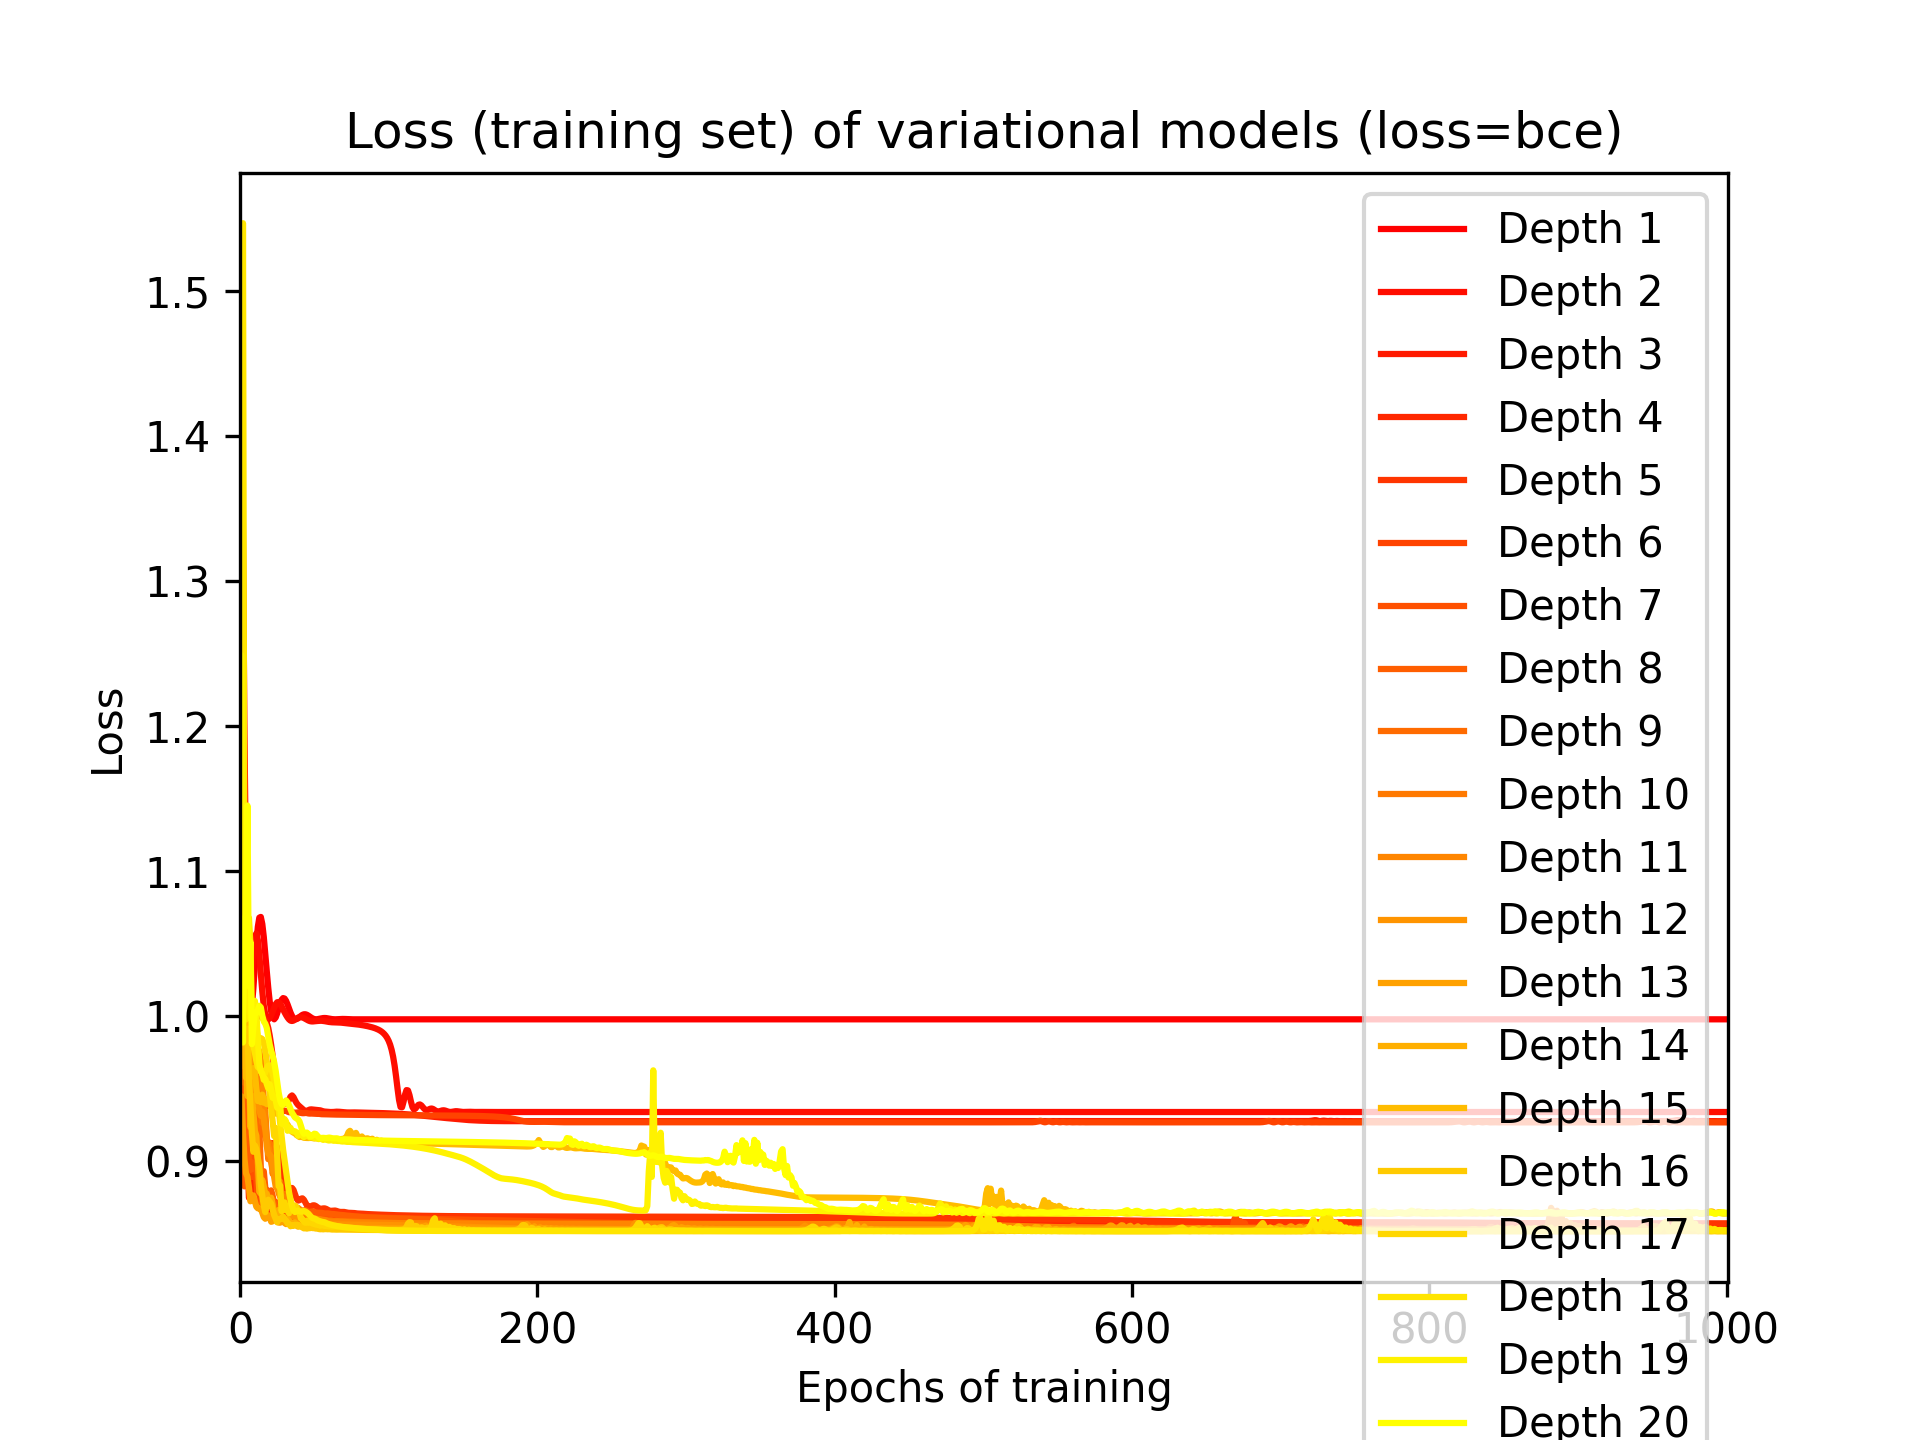 Loss (training set) of variational models (loss=bce)
Loss
1.5
1.4
1.3
1.2
1.1
1.0
0.9
0
200
400
600
800
1000
Epochs of training
Depth 1
Depth 2
Depth 3
Depth 4
Depth 5
Depth 6
Depth 7
Depth 8
Depth 9
Depth 10
Depth 11
Depth 12
Depth 13
Depth 14
Depth 15
Depth 16
Depth 17
Depth 18
Depth 19
Depth 20